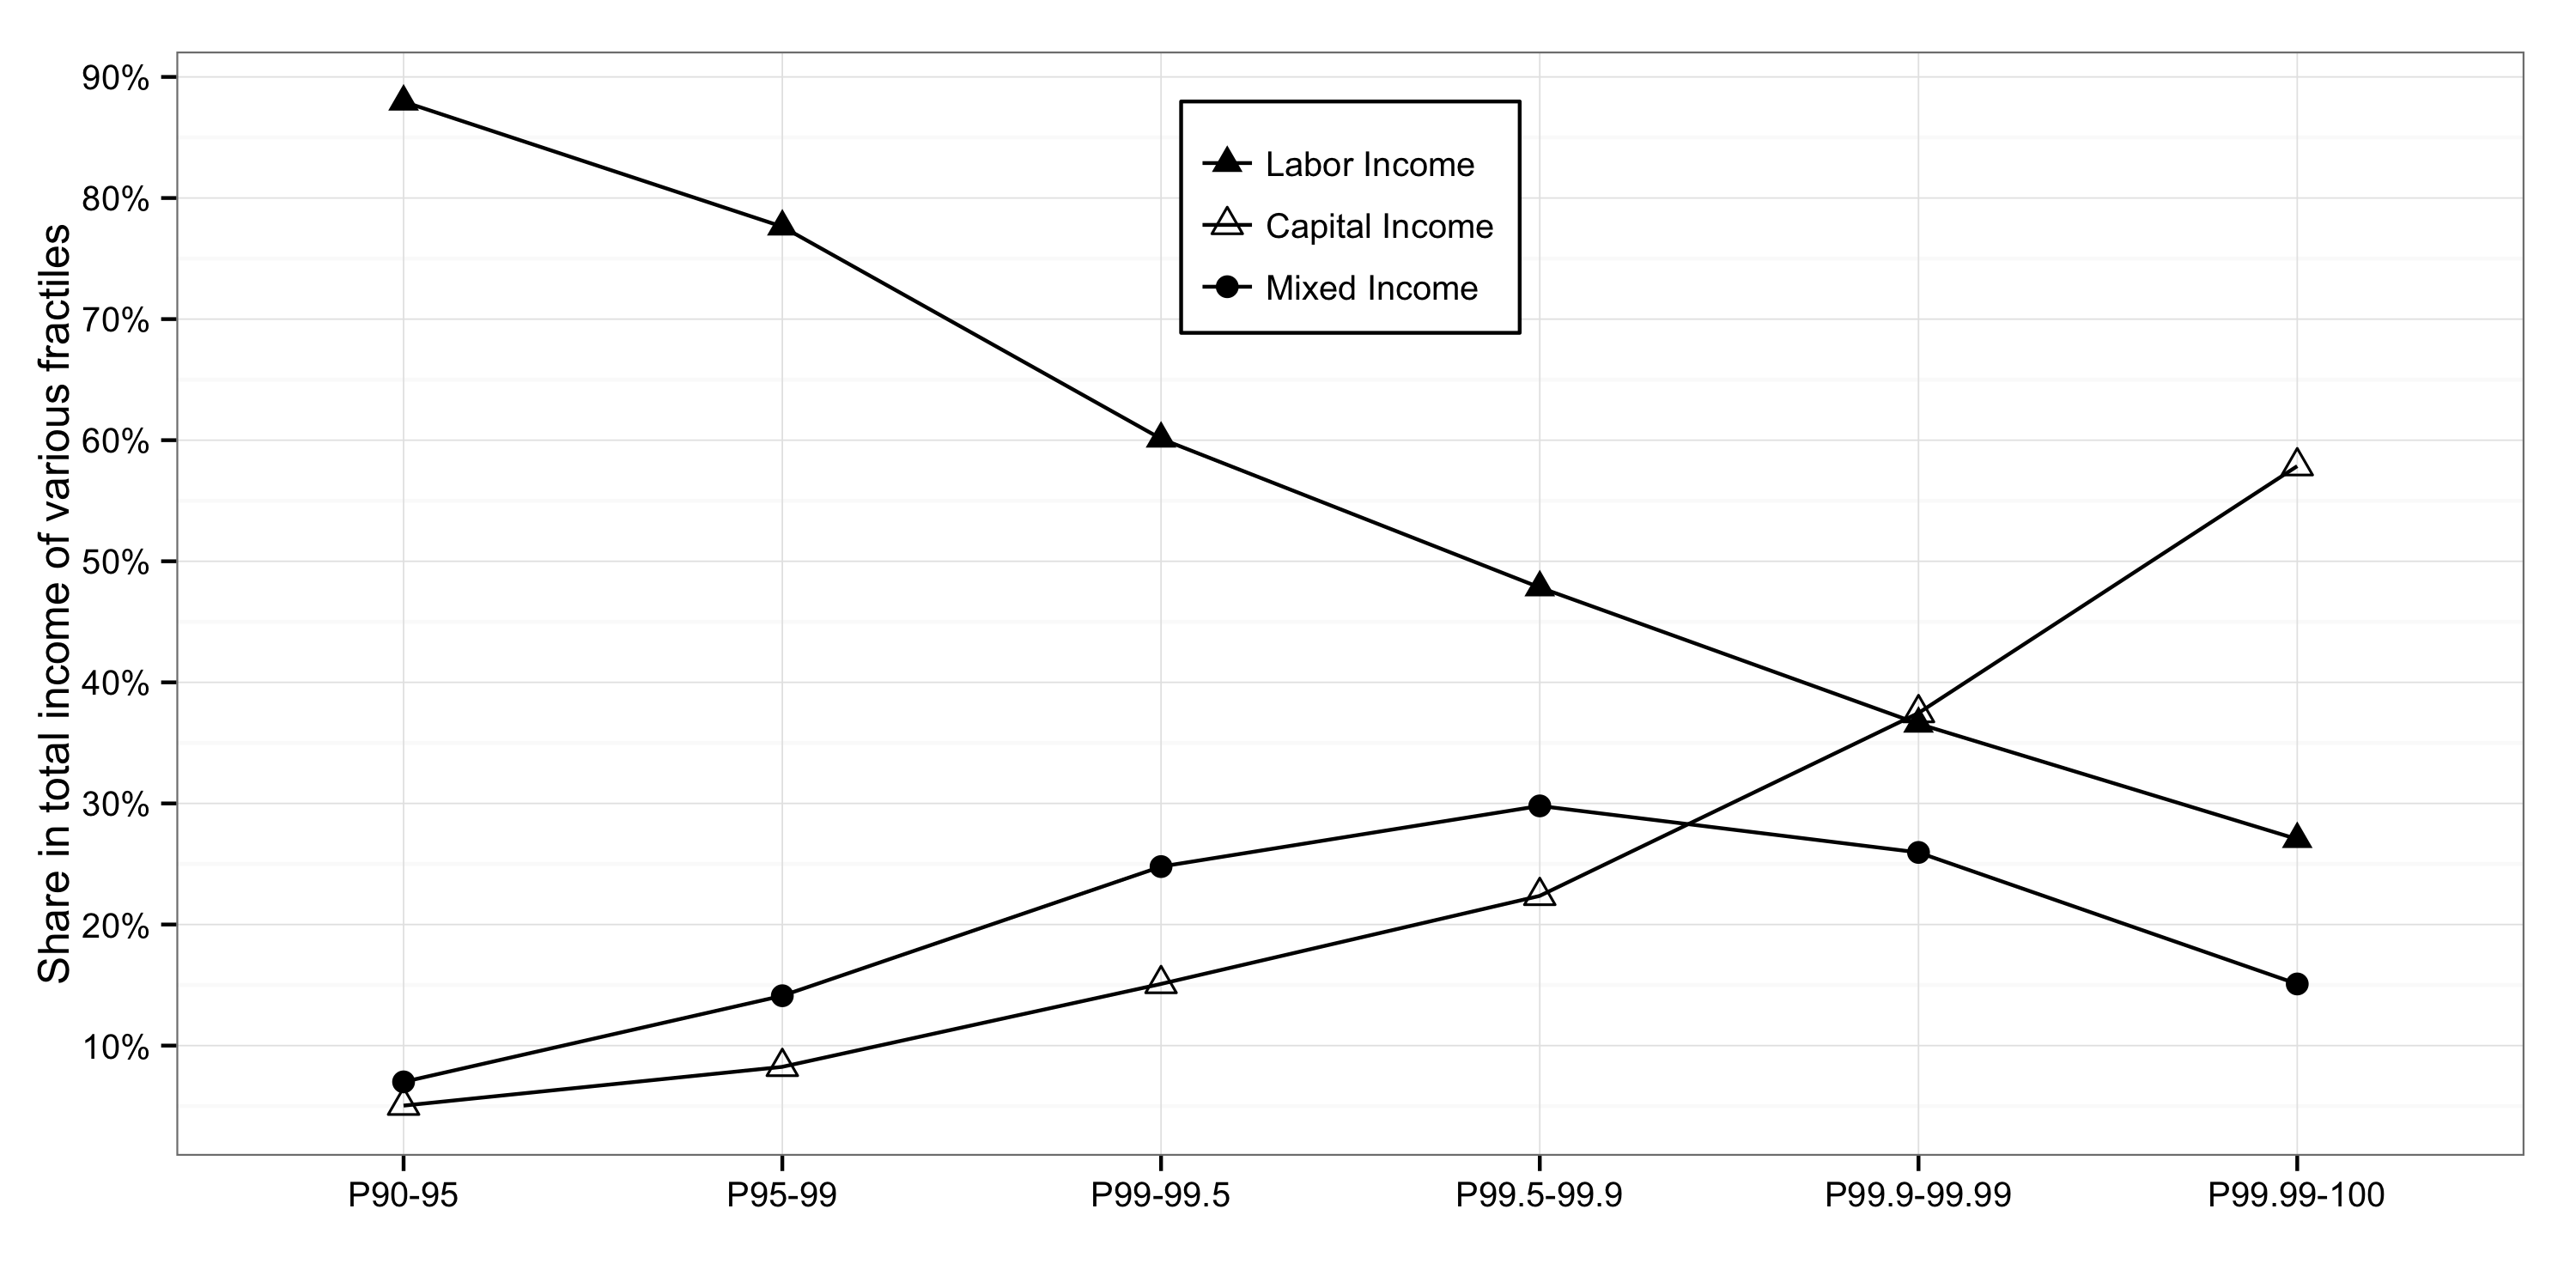 Share in total income of various fractiles
90%
80%
70%
60%
50%
40%
30%
20%
10%
Labor Income
Capital Income
Mixed Income
P90-95
P95-99
P99-99.5
P99.5-99.9
P99.9-99.99
P99.99-100